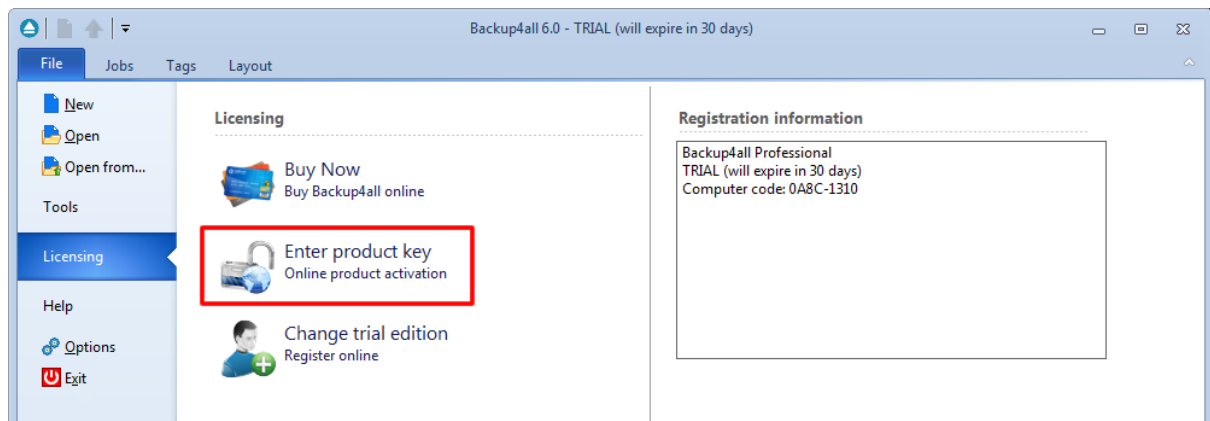 Backup4all 6.0 - TRIAL (will expire in 30 days)
File Jobs Tags Layout
New
Open
Open from...
Tools
Licensing
Help
Options
Exit
Licensing
Buy Now
Buy Backup4all online
Enter product key
Online product activation
Change trial edition
Register online
Registration information
Backup4all Professional
TRIAL (will expire in 30 days)
Computer code: 0A8C-1310